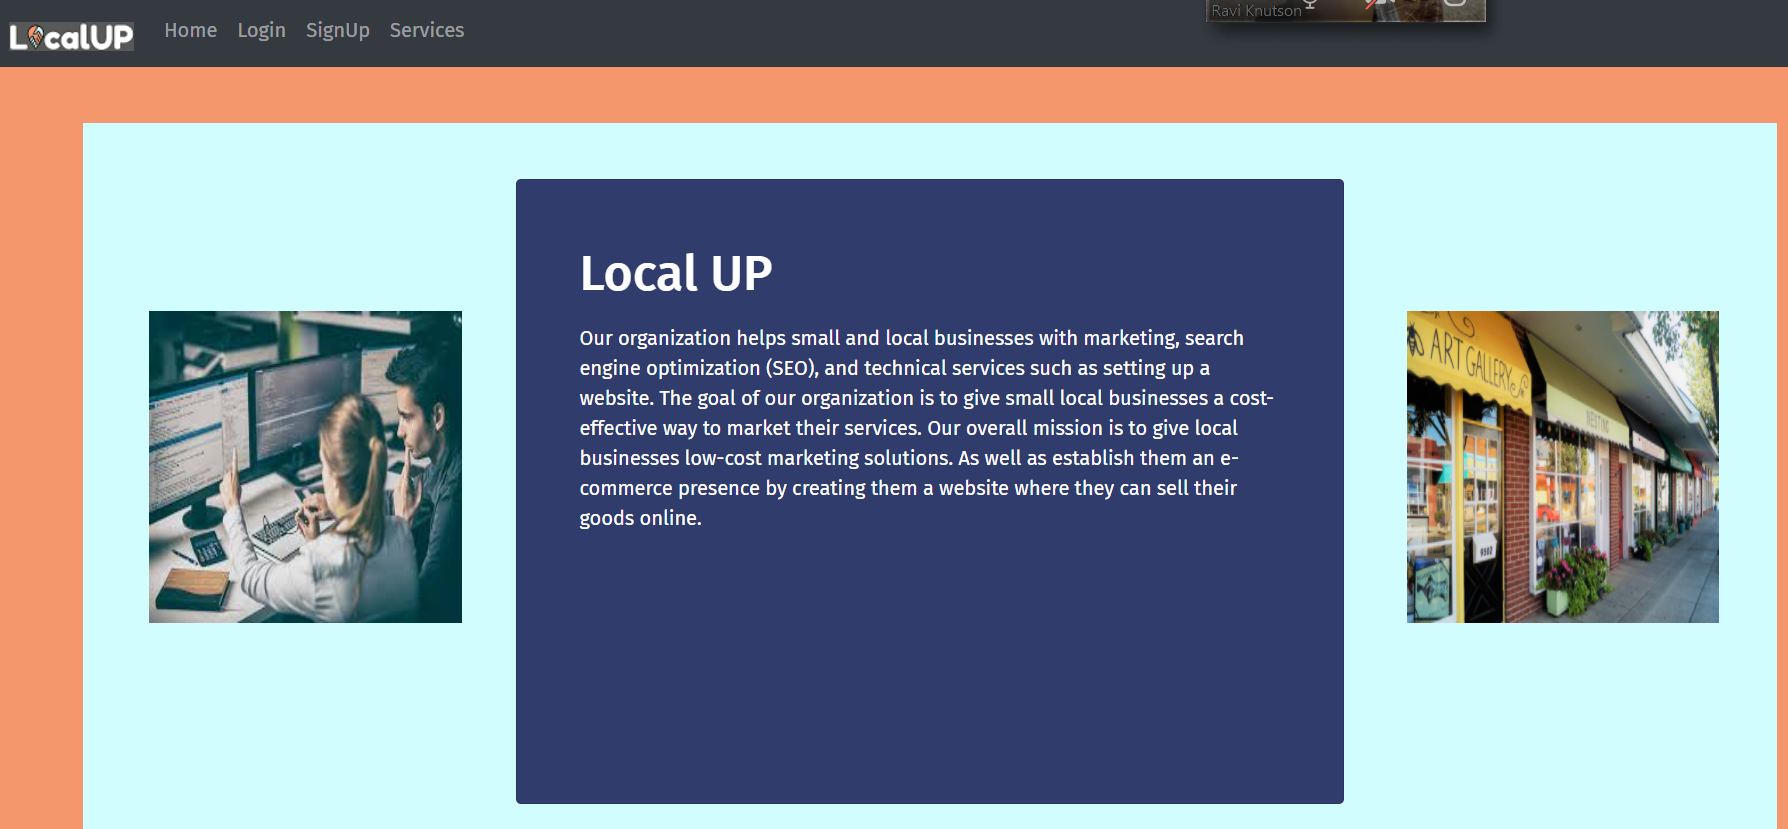 LocalUP Home Login SignUp Services
Ravi Knutson
Local UP
Our organization helps small and local businesses with marketing, search
engine optimization (SEO), and technical services such as setting up a
website. The goal of our organization is to give small local businesses a cost-
effective way to market their services. Our overall mission is to give local
businesses low-cost marketing solutions. As well as establish them an e-
commerce presence by creating them a website where they can sell their
goods online.
ART GALLERY
NESTING
9502